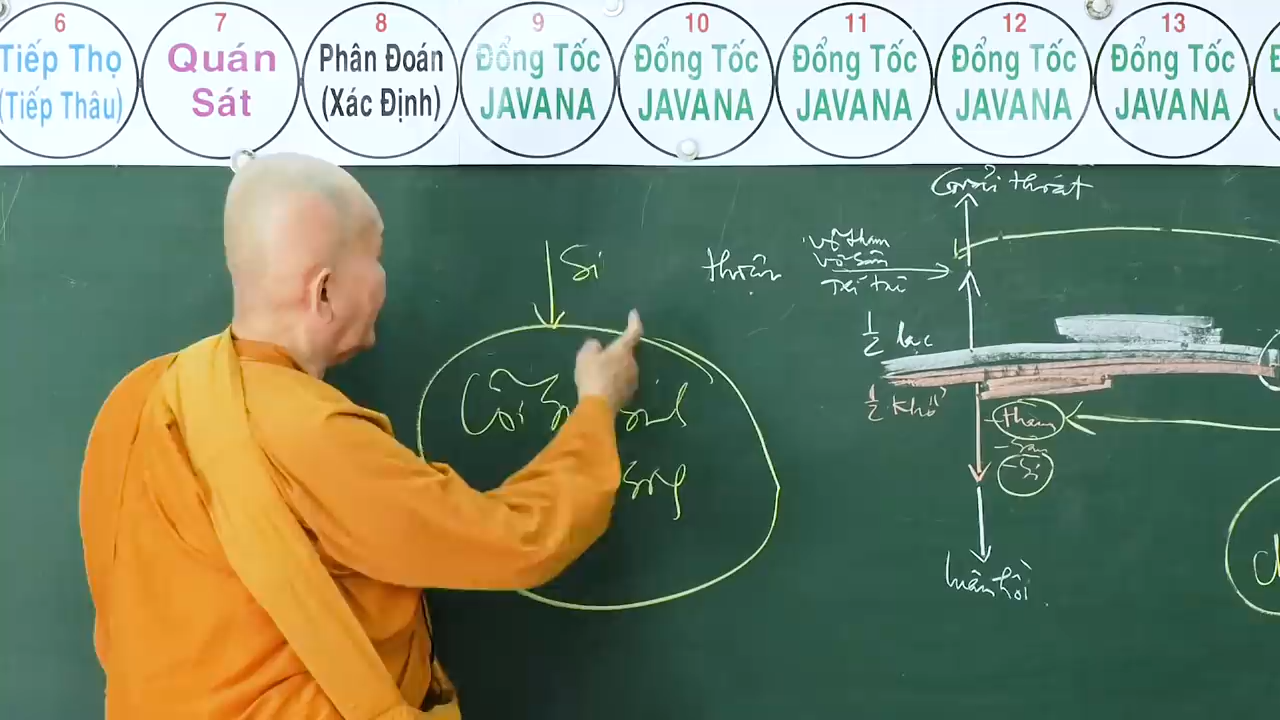 6
Tiếp Thọ
(Tiếp Thâu)
7
Quán
Sát
8
Phân Đoán
(Xác Định)
9
Đổng Tốc
JAVANA
10
Đổng Tốc
JAVANA
11
Đổng Tốc
JAVANA
12
Đổng Tốc
JAVANA
13
Đổng Tốc
JAVANA
Giải thoát
Si
vô tham
vô sân
trí tuệ
1/2 lạc
1/2 khổ
Cõi
- tham
- sân
- Si
luân hồi